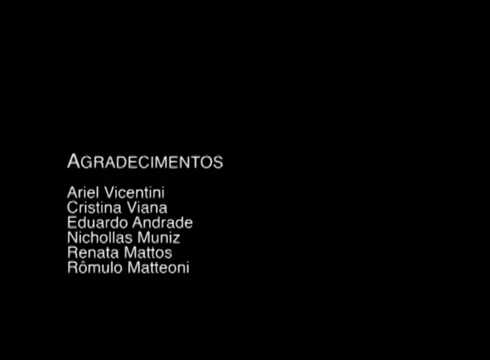 AGRADECIMENTOS
Ariel Vicentini
Cristina Viana
Eduardo Andrade
Nichollas Muniz
Renata Mattos
Rômulo Matteoni